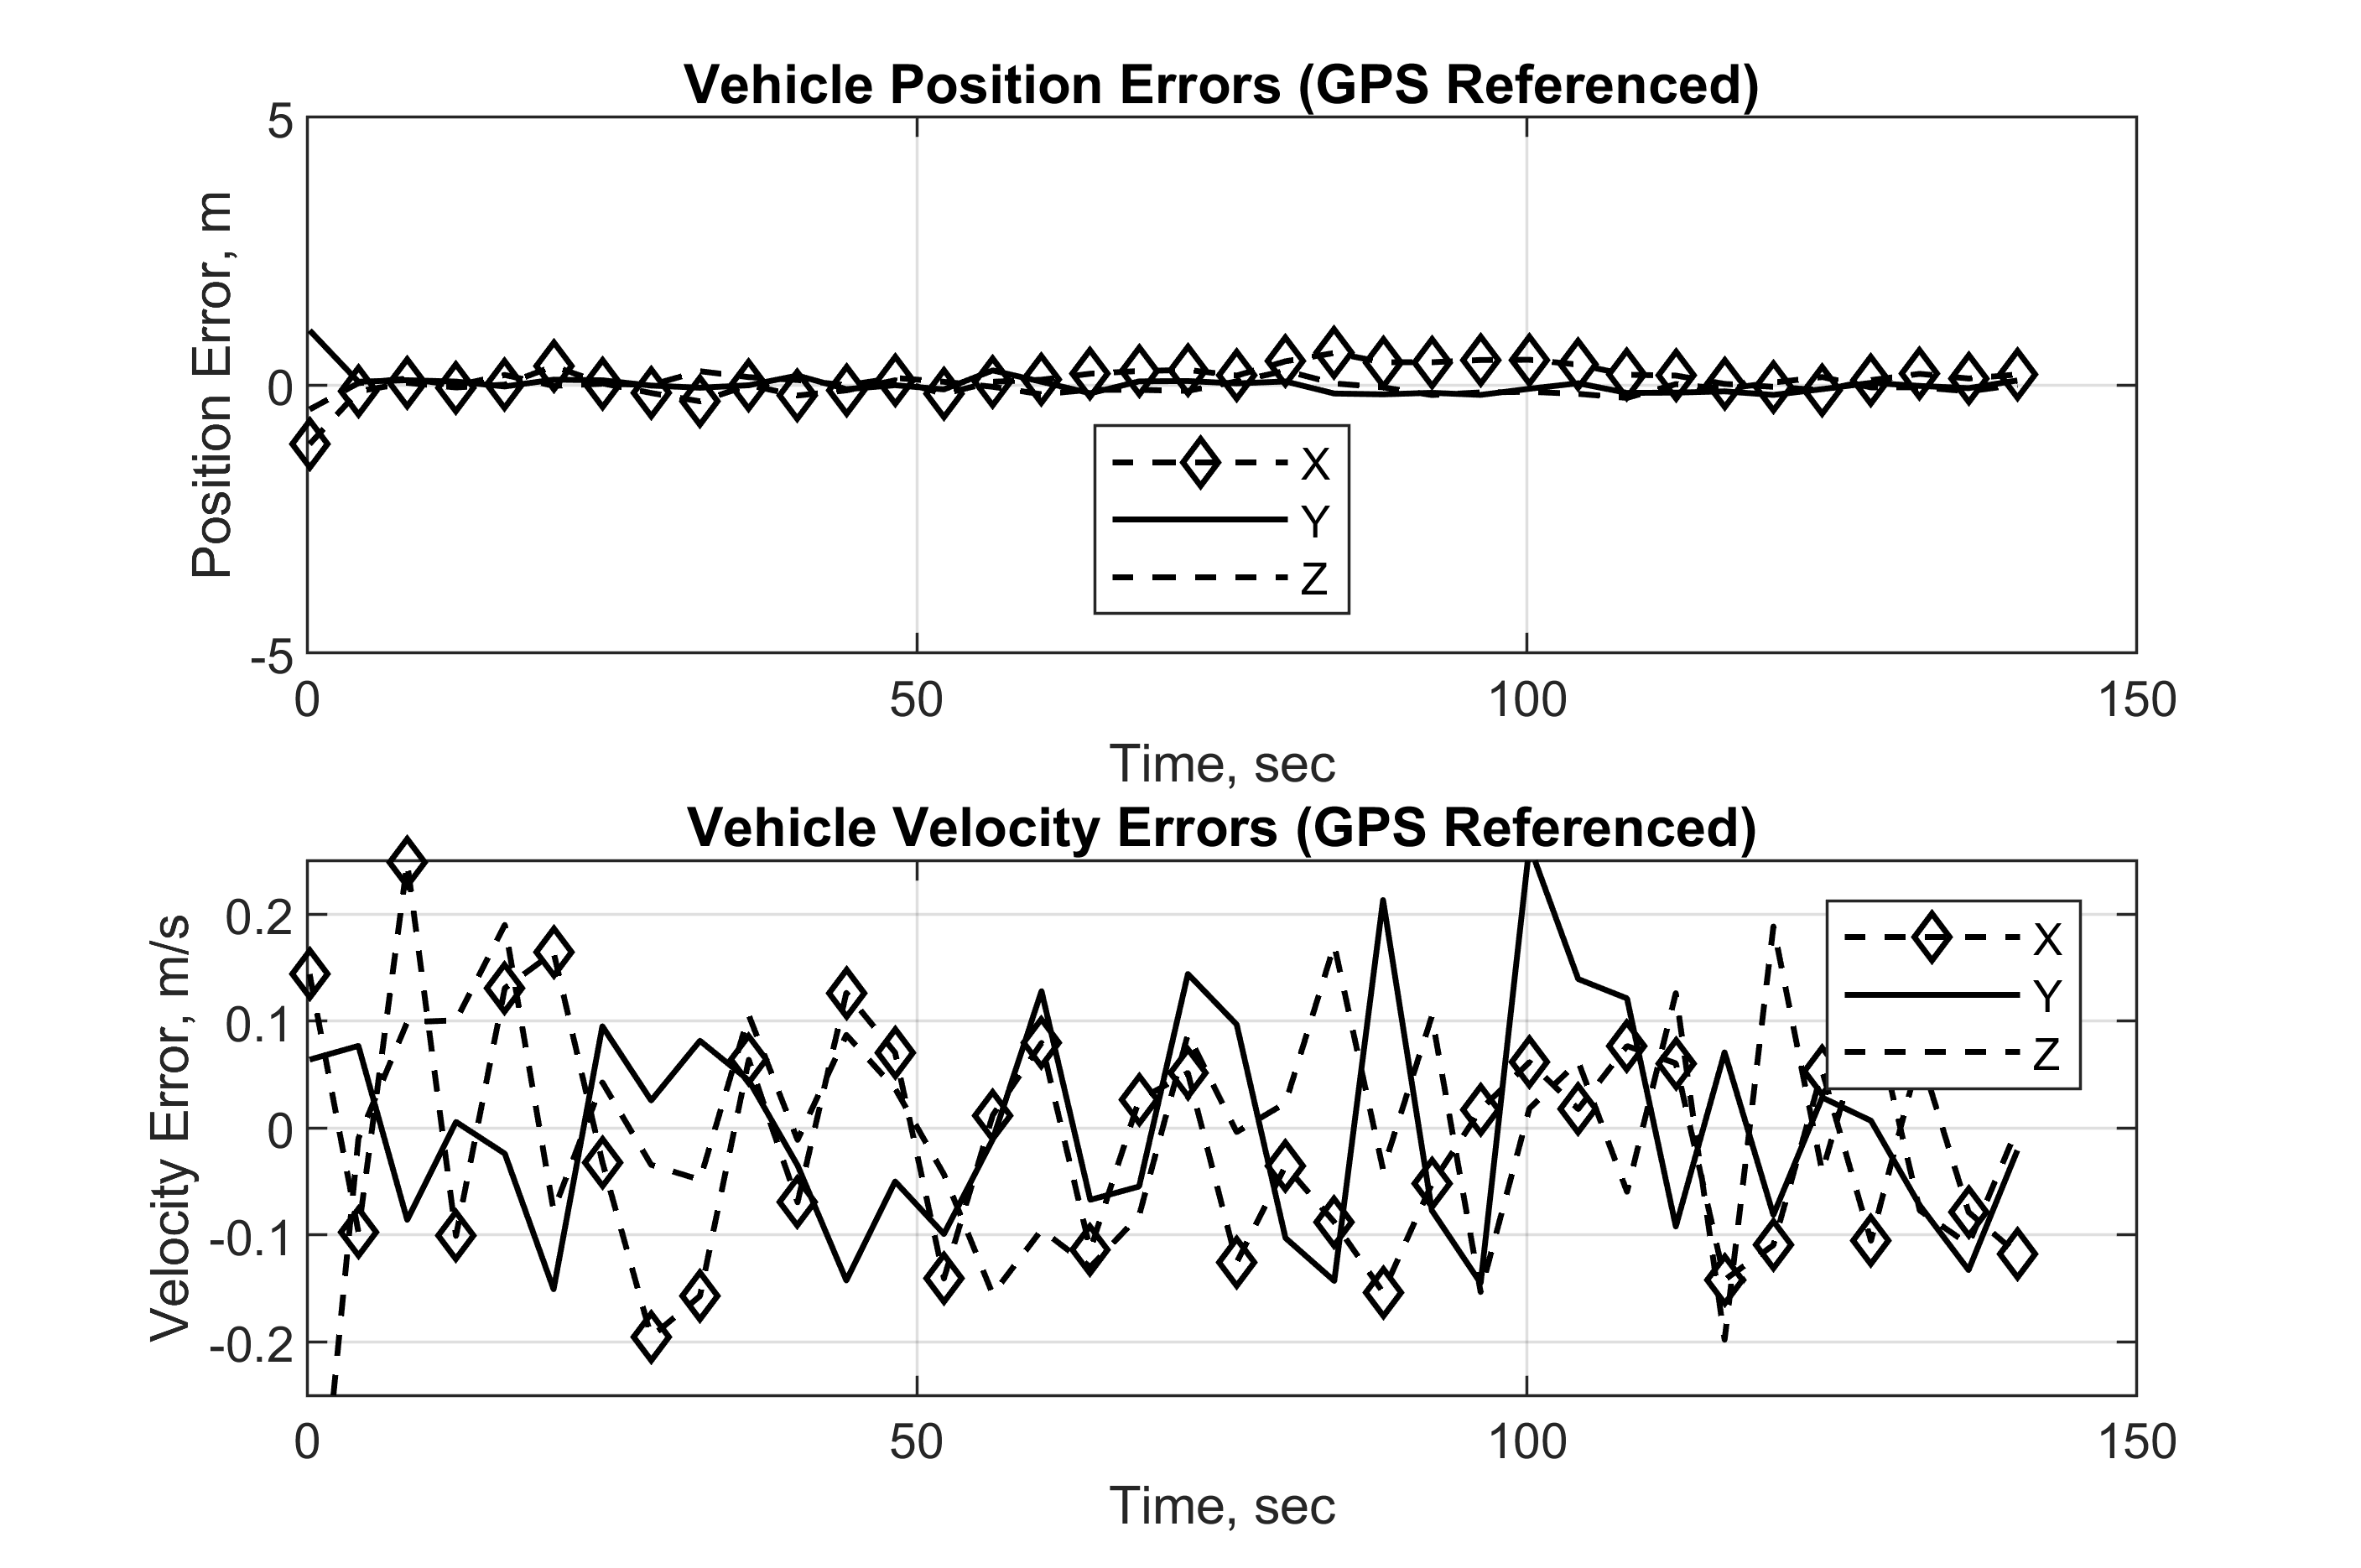 Vehicle Position Errors (GPS Referenced)
5
0
-5
Position Error, m
X
Y
Z
0 50 100 150
Time, sec
Vehicle Velocity Errors (GPS Referenced)
0.2
0.1
0
-0.1
-0.2
Velocity Error, m/s
X
Y
Z
0 50 100 150
Time, sec